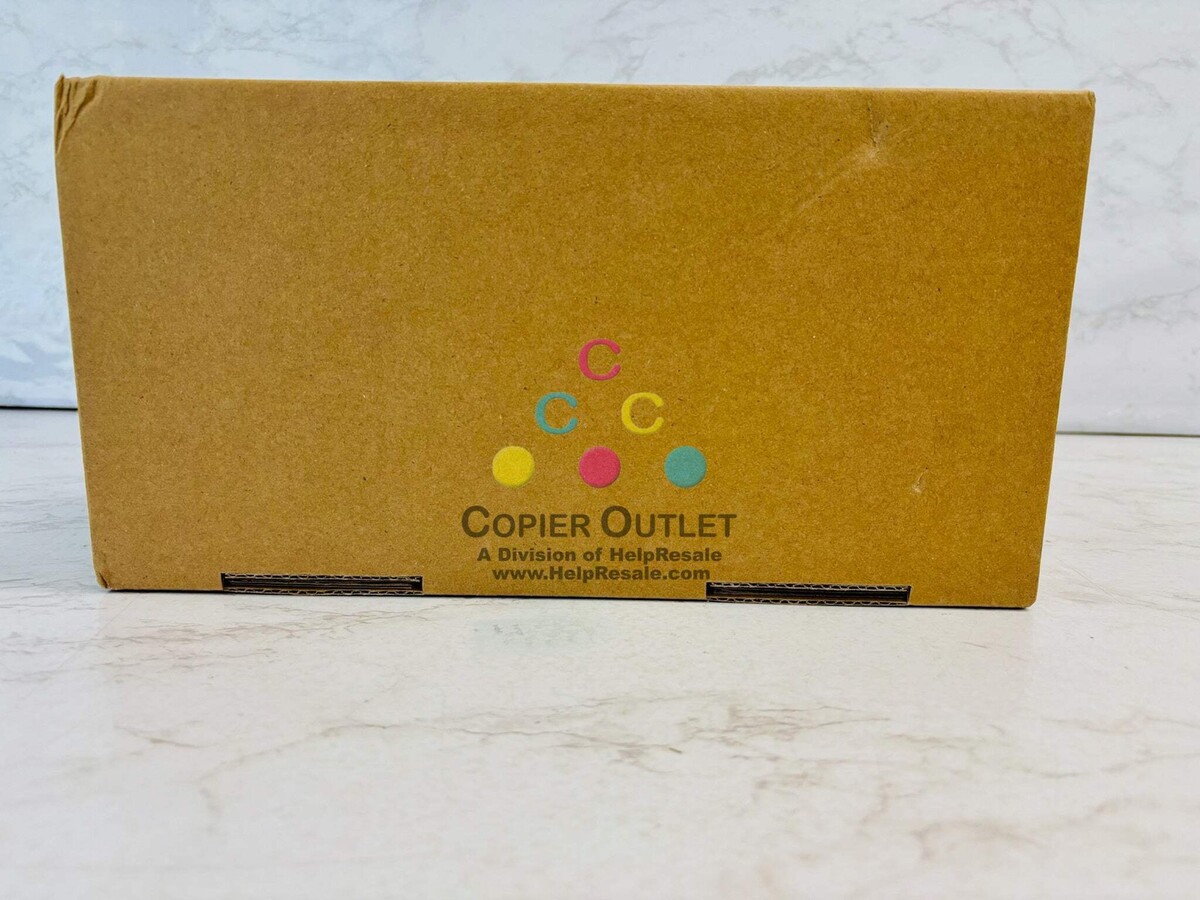 C
C C
COPIER OUTLET
A Division of HelpResale
www.HelpResale.com